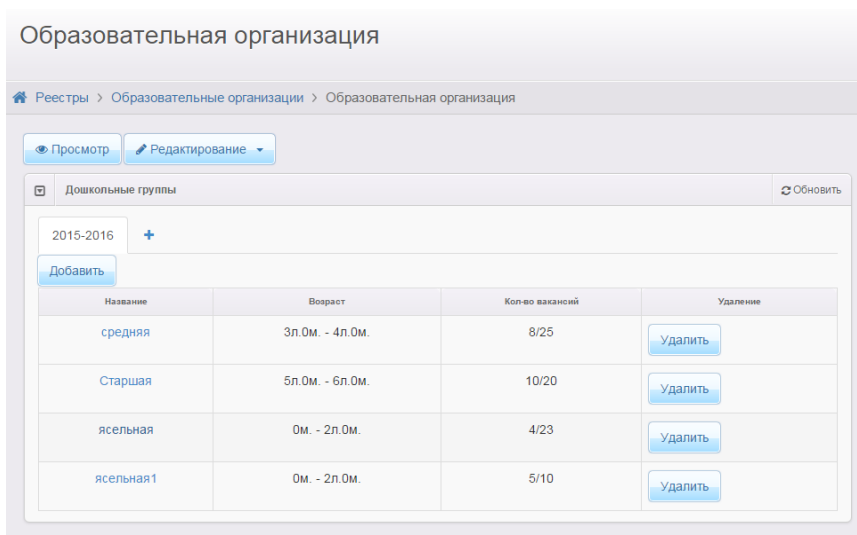 Образовательная организация
Реестры > Образовательные организации > Образовательная организация
Просмотр Редактирование
Дошкольные группы Обновить
2015-2016 +
Добавить
Название Возраст Кол-во вакансий Удаление
средняя 3л.0м. - 4л.0м. 8/25 Удалить
Старшая 5л.0м. - 6л.0м. 10/20 Удалить
ясельная 0м. - 2л.0м. 4/23 Удалить
ясельная1 0м. - 2л.0м. 5/10 Удалить